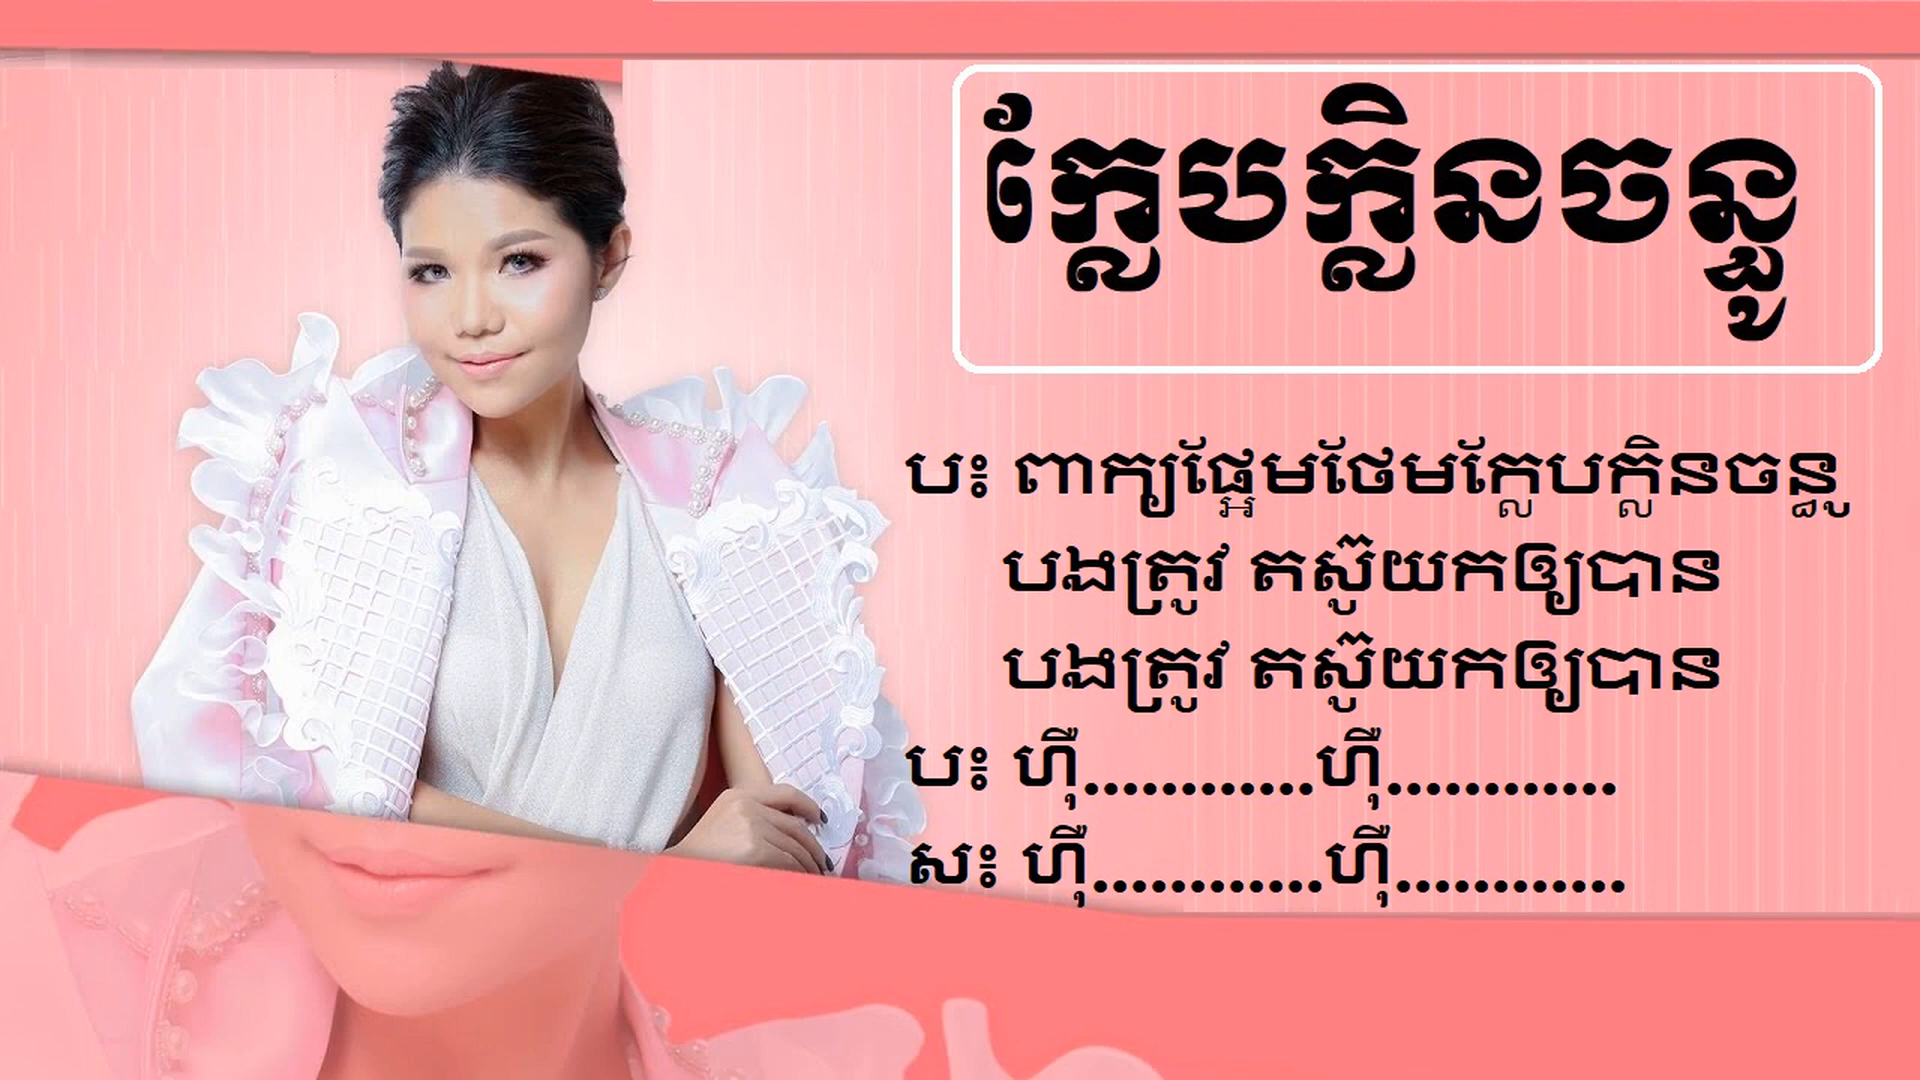 ក្លែបក្លិនចន្ធូ
ប៖ ពាក្យផ្អែមថែមក្លែបក្លិនចន្ធូ
បងត្រូវ តស៊ូយកឲ្យបាន
បងត្រូវ តស៊ូយកឲ្យបាន
ប៖ ហ៊ឺ............ហ៊ឺ............
ស៖ ហ៊ឺ............ហ៊ឺ............